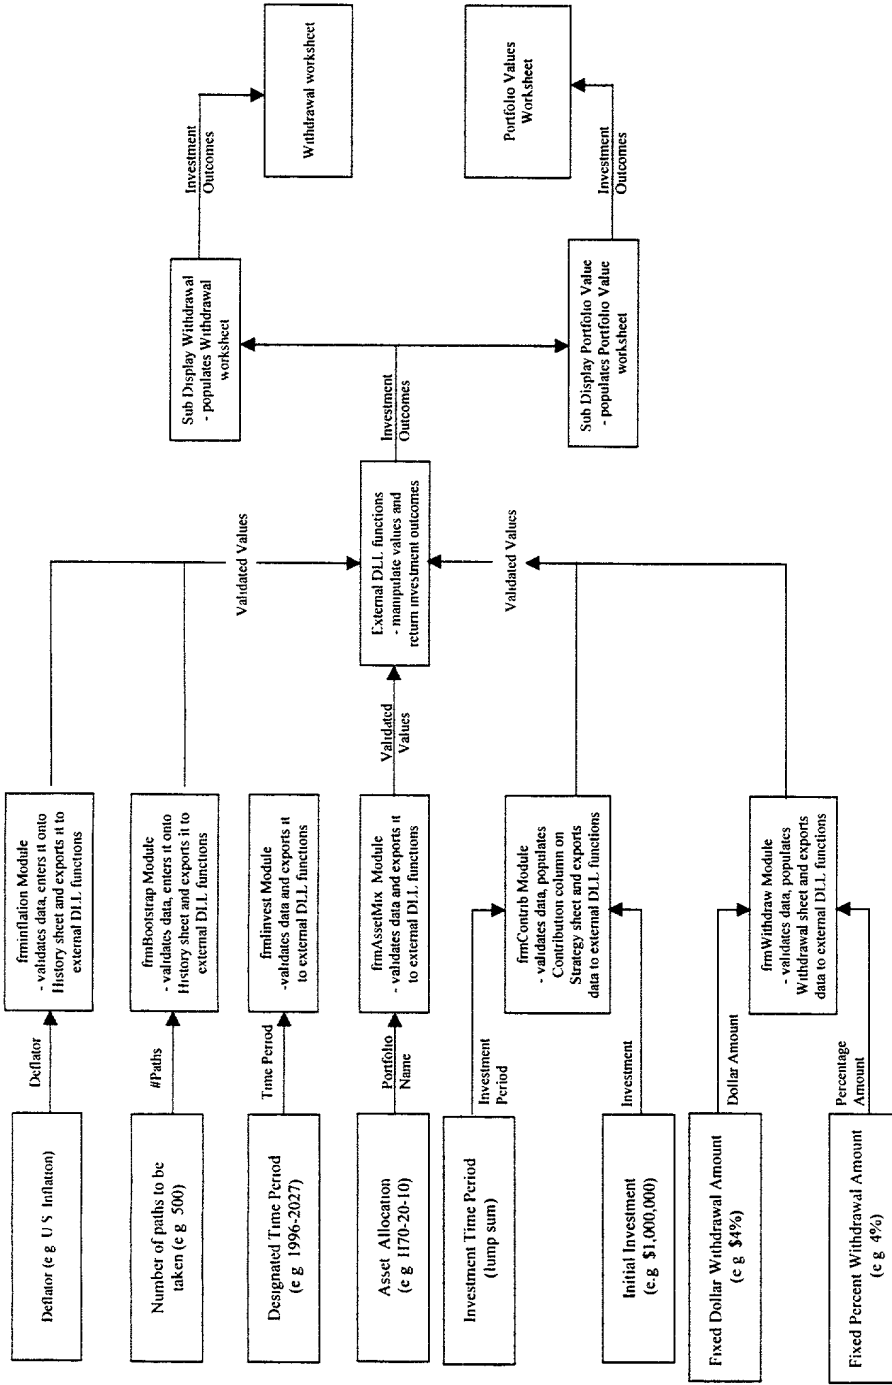 Deflator (e g U S Inflation)
Deflator
frminflation Module
- validates data, enters it onto
History sheet and exports it to
external DLL functions
Number of paths to be
taken (e g 500)
#Paths
frmBootstrap Module
- validates data, enters it onto
History sheet and exports it to
external DLL functions
Validated Values
Designated Time Period
(e g 1996-2027)
Time Period
frmIinvest Module
-validates data and exports it
to external DLL functions
Asset Allocation
(e g H70-20-10)
Portfolio
Name
frmAssetMix Module
- validates data and exports it
to external DLL functions
Validated
Values
External DLL functions
- manipulate values and
return investment outcomes
Investment
Outcomes
Investment Time Period
(lump sum)
Investment
Period
frmContrib Module
- validates data, populates
Contribution column on
Strategy sheet and exports
data to external DLL functions
Validated Values
Initial Investment
(e.g $1,000,000)
Investment
Fixed Dollar Withdrawal Amount
(e g $4%)
Dollar Amount
frmWithdraw Module
- validates data, populates
Withdrawal sheet and exports
data to external DLL functions
Fixed Percent Withdrawal Amount
(e g 4%)
Percentage
Amount
Sub Display Withdrawal
- populates Withdrawal
worksheet
Investment
Outcomes
Withdrawal worksheet
Sub Display Portfolio Value
- populates Portfolio Value
worksheet
Investment
Outcomes
Portfolio Values
Worksheet